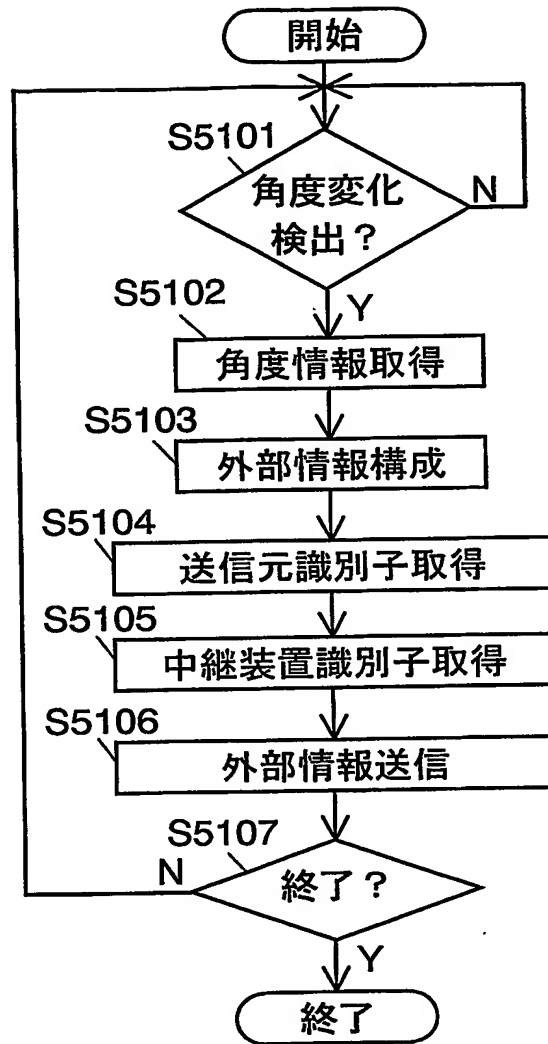 開始
S5101
角度変化
検出？
N
S5102
Y
角度情報取得
S5103
外部情報構成
S5104
送信元識別子取得
S5105
中継装置識別子取得
S5106
外部情報送信
S5107
N
終了？
Y
終了